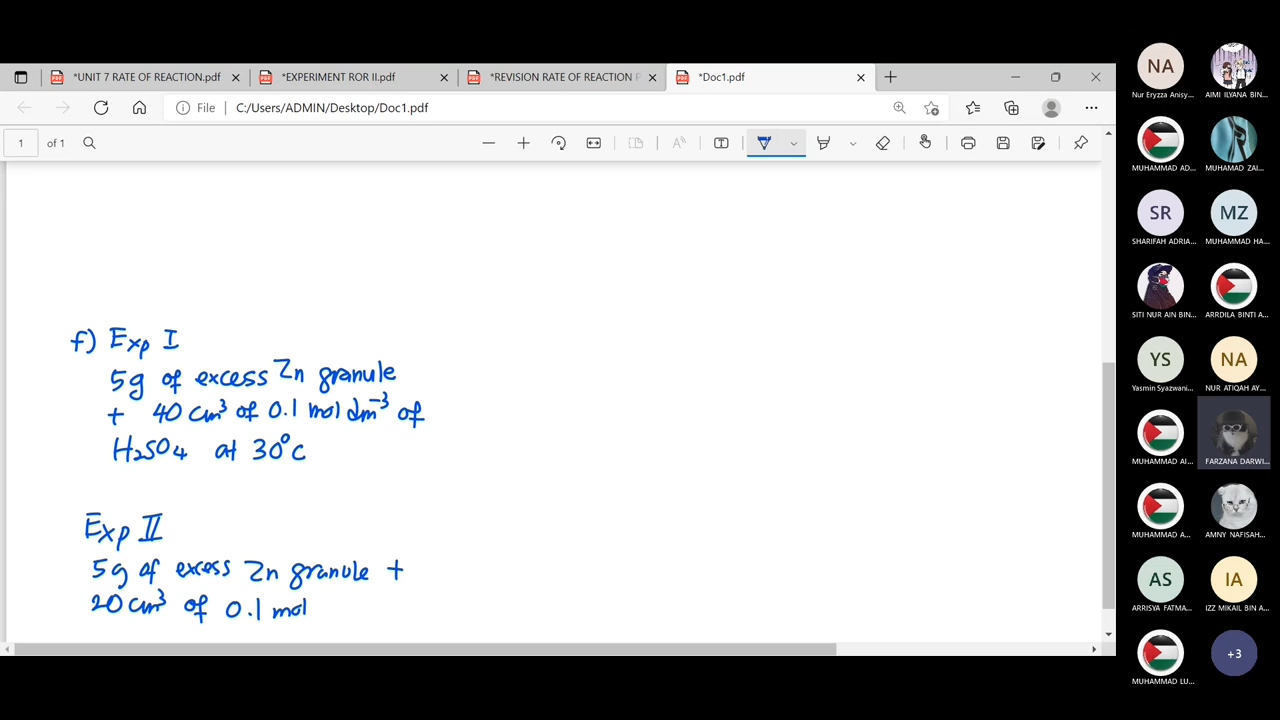 *UNIT 7 RATE OF REACTION.pdf
*EXPERIMENT ROR II.pdf
*REVISION RATE OF REACTION P
*Doc1.pdf
File
C:/Users/ADMIN/Desktop/Doc1.pdf
1 of 1
f) Exp I
5g of excess Zn granule
+ 40 cm³ of 0.1 mol dm⁻³ of
H₂SO₄ at 30°C
Exp II
5g of excess Zn granule +
20 cm³ of 0.1 mol
NA
Nur Eryzza Anisy...
AIMI ILYANA BIN...
MUHAMMAD AD...
MUHAMAD ZAI...
SR
MZ
SHARIFAH ADRIA...
MUHAMMAD HA...
SITI NUR AIN BIN...
ARRDILA BINTI A...
YS
NA
Yasmin Syazwani...
NUR ATIQAH AY...
MUHAMMAD AI...
FARZANA DARWI...
MUHAMMAD A...
AMNY NAFISAH...
AS
IA
ARRISYA FATMA...
IZZ MIKAIL BIN A...
+3
MUHAMMAD LU...